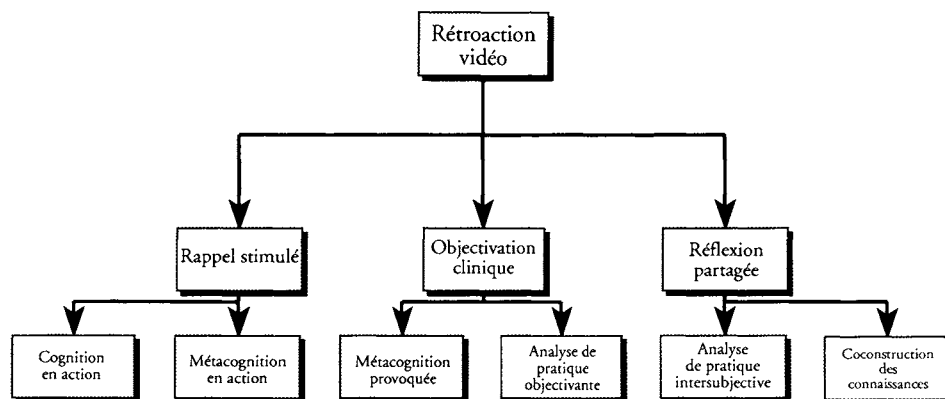 Rétroaction
vidéo
Rappel stimulé
Objectivation
clinique
Réflexion
partagée
Cognition
en action
Métacognition
en action
Métacognition
provoquée
Analyse de
pratique
objectivante
Analyse
de pratique
intersubjective
Coconstruction
des
connaissances